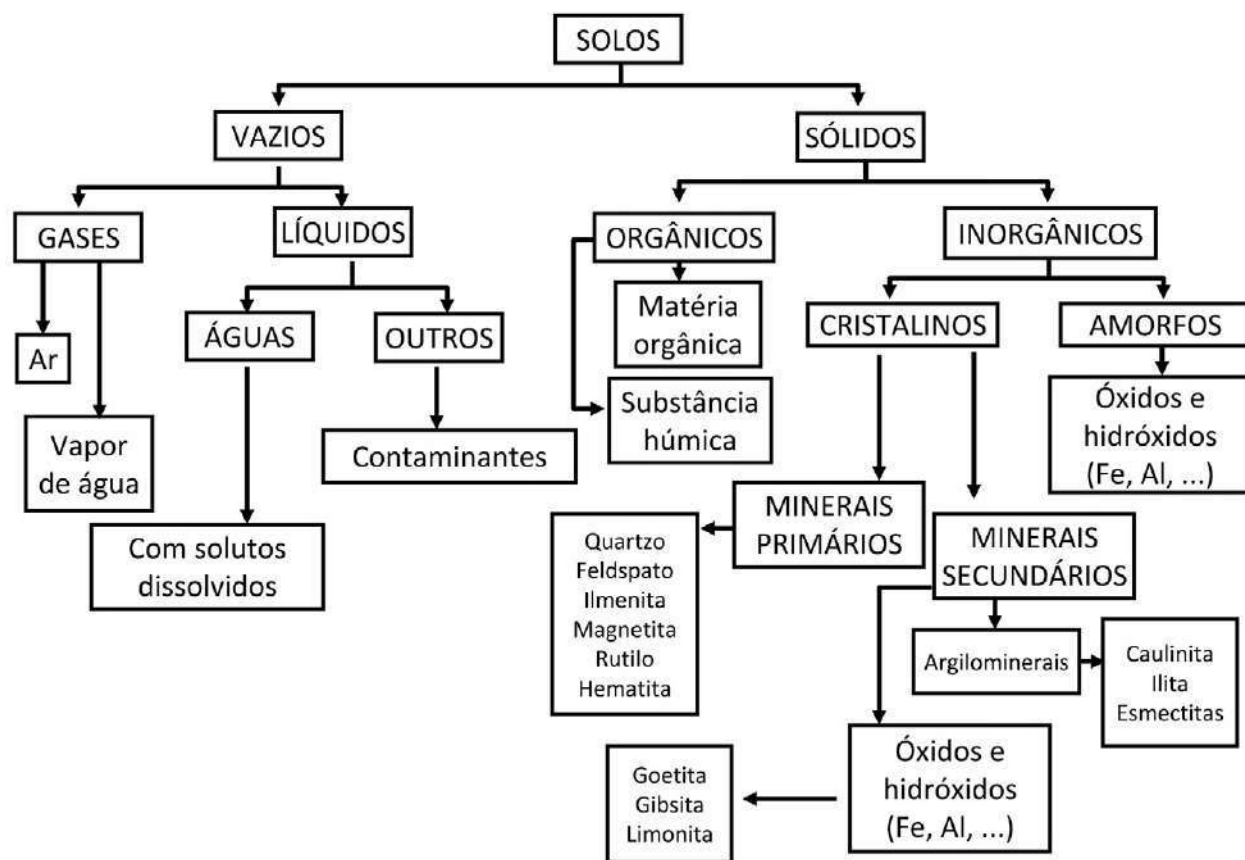 SOLOS
VAZIOS
SÓLIDOS
GASES
LÍQUIDOS
ORGÂNICOS
INORGÂNICOS
Ar
Vapor
de água
ÁGUAS
OUTROS
Com solutos
dissolvidos
Contaminantes
Matéria
orgânica
Substância
húmica
CRISTALINOS
AMORFOS
Óxidos e
hidróxidos
(Fe, Al, ...)
MINERAIS
PRIMÁRIOS
Quartzo
Feldspato
Ilmenita
Magnetita
Rutilo
Hematita
MINERAIS
SECUNDÁRIOS
Argilominerais
Caulinita
Ilita
Esmectitas
Óxidos e
hidróxidos
(Fe, Al, ...)
Goetita
Gibsita
Limonita